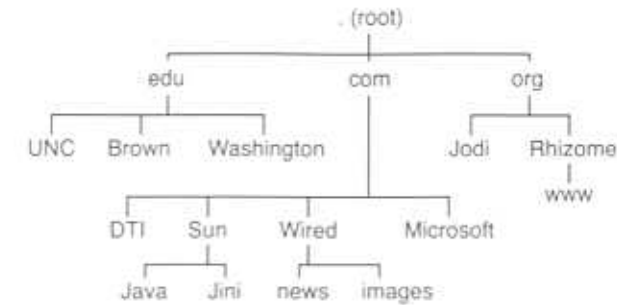 . (root)
edu com org
UNC Brown Washington Jodi Rhizome
www
DTI Sun Wired Microsoft
Java Jini news images